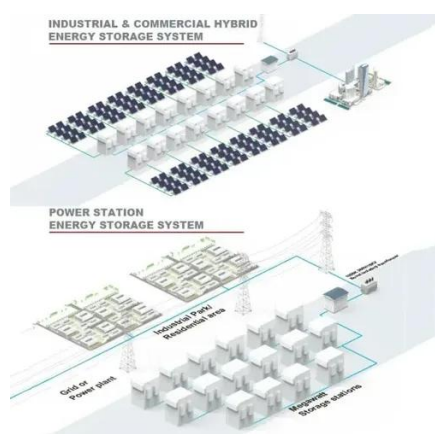 INDUSTRIAL & COMMERCIAL HYBRID
ENERGY STORAGE SYSTEM
POWER STATION
ENERGY STORAGE SYSTEM
Industrial Park/
Residential area
Grid or
Power plant
Megawatt
Storage stations